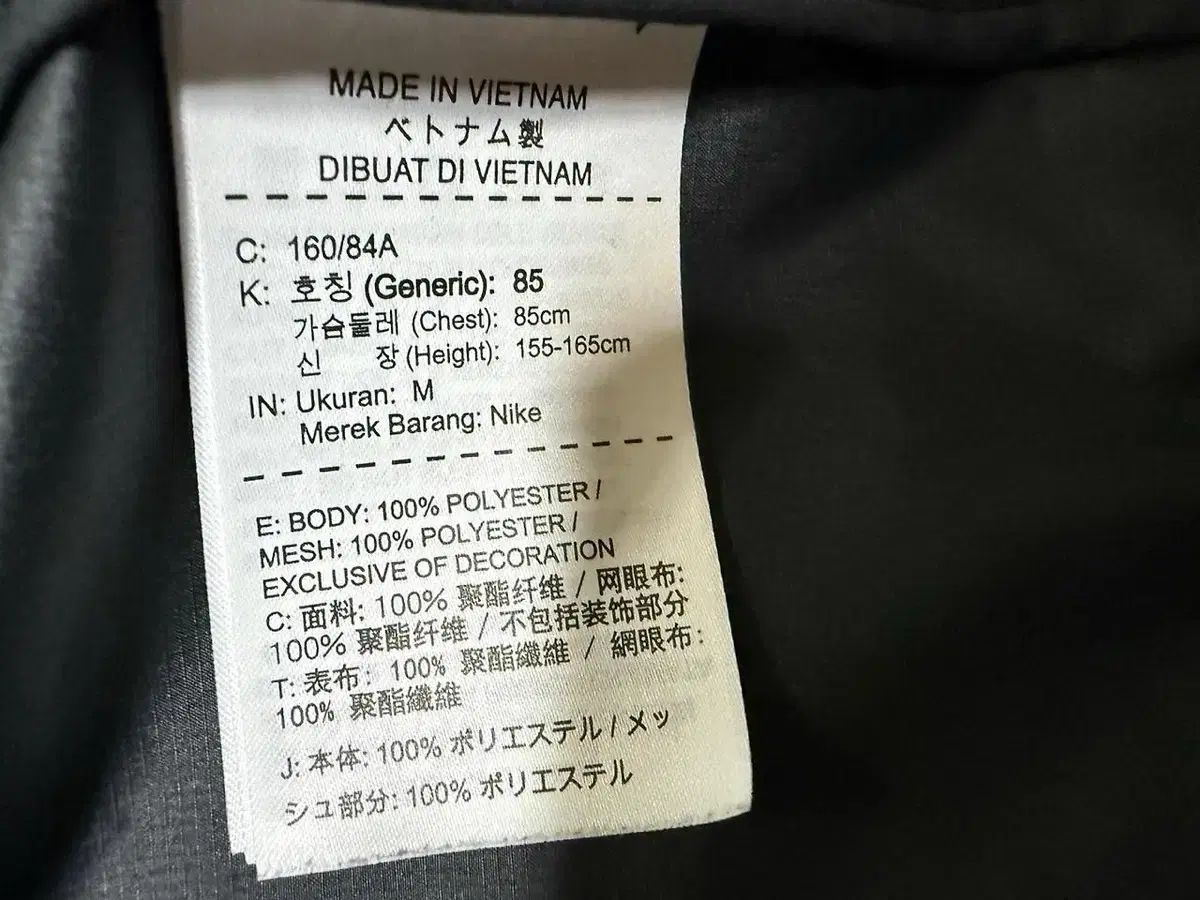 MADE IN VIETNAM
ベトナム製
DIBUAT DI VIETNAM
C: 160/84A
K: 호칭 (Generic): 85
가슴둘레 (Chest): 85cm
신 장 (Height): 155-165cm
IN: Ukuran: M
Merek Barang: Nike
E: BODY: 100% POLYESTER /
MESH: 100% POLYESTER /
EXCLUSIVE OF DECORATION
C: 面料: 100% 聚酯纤维 / 网眼布:
100% 聚酯纤维 / 不包括装饰部分
T: 表布: 100% 聚酯纖維 / 網眼布:
100% 聚酯纖維
J: 本体: 100% ポリエステル / メッ
シュ部分: 100% ポリエステル